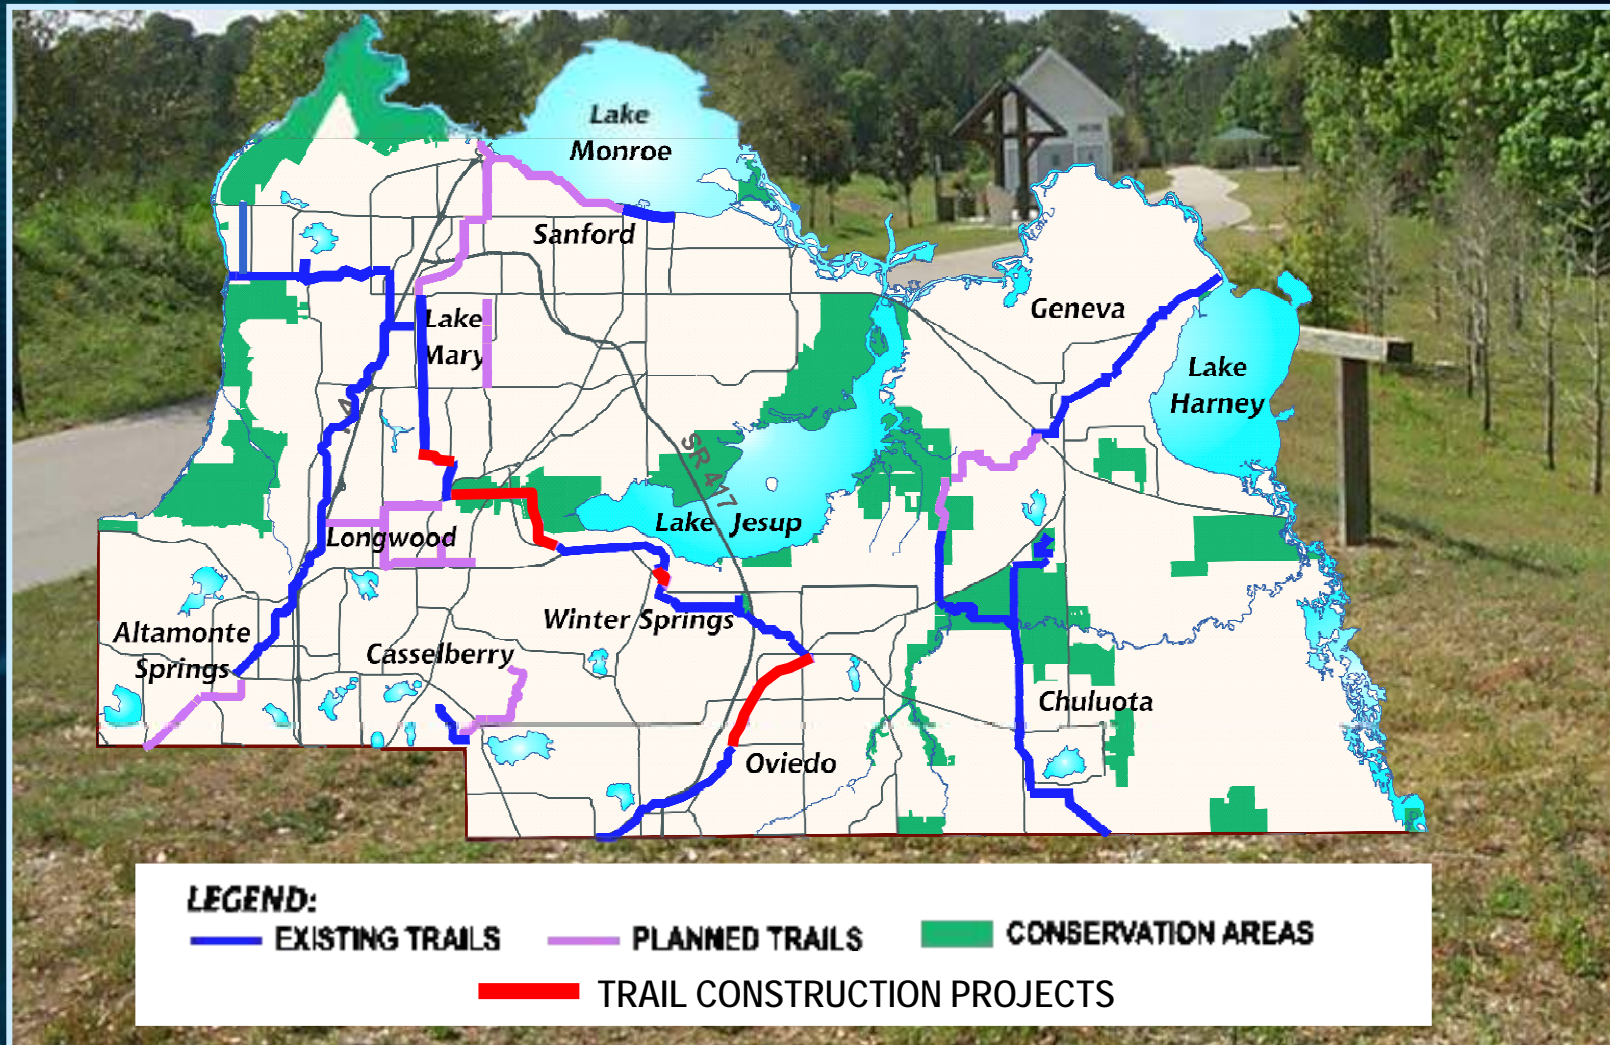 Lake
Monroe
Sanford
Geneva
Lake
Mary
Lake
Harney
I-4
SR 417
Lake Jesup
Longwood
Winter Springs
Altamonte
Springs
Casselberry
Chuluota
Oviedo
LEGEND:
EXISTING TRAILS
PLANNED TRAILS
CONSERVATION AREAS
TRAIL CONSTRUCTION PROJECTS